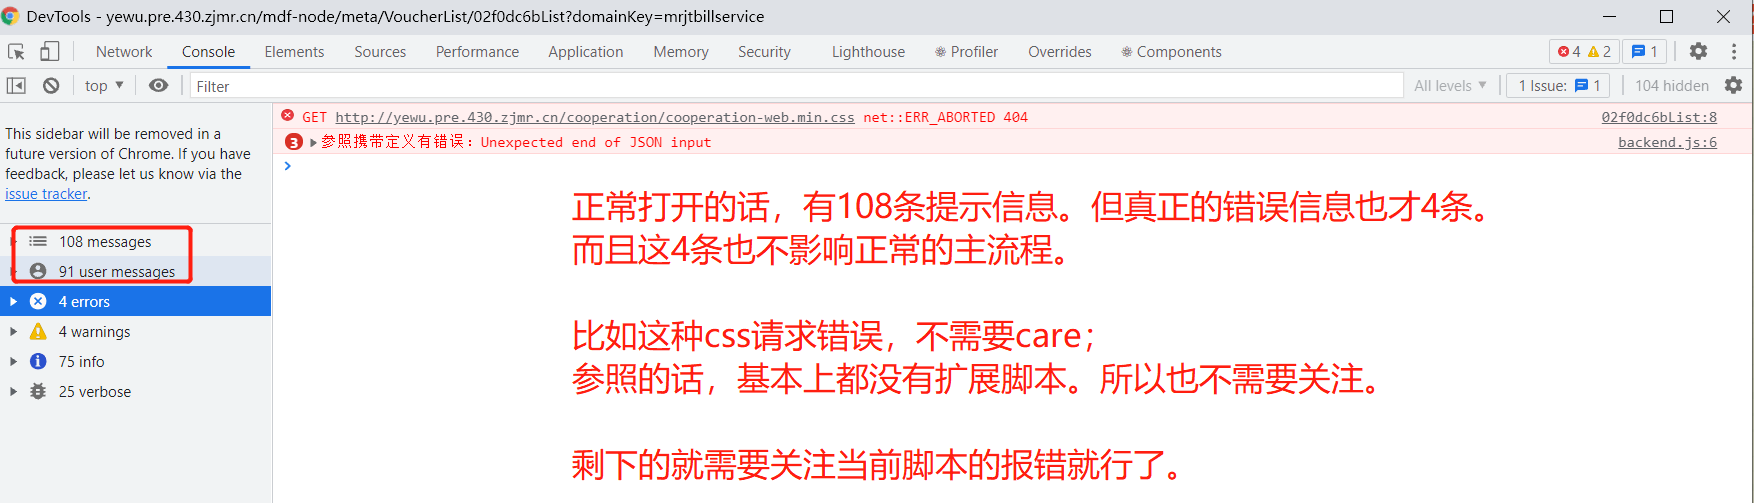 DevTools - yewu.pre.430.zjmr.cn/mdf-node/meta/VoucherList/02f0dc6bList?domainKey=mrjtbillservice
Network Console Elements Sources Performance Application Memory Security Lighthouse Profiler Overrides Components 4 2 1
top Filter All levels 1 Issue: 1 104 hidden
This sidebar will be removed in a
future version of Chrome. If you have
feedback, please let us know via the
issue tracker.
108 messages
91 user messages
4 errors
4 warnings
75 info
25 verbose
GET http://yewu.pre.430.zjmr.cn/cooperation/cooperation-web.min.css net::ERR_ABORTED 404 02f0dc6bList:8
3 参照携带定义有错误: Unexpected end of JSON input backend.js:6
正常打开的话，有108条提示信息。但真正的错误信息也才4条。
而且这4条也不影响正常的主流程。
比如这种css请求错误，不需要care；
参照的话，基本上都没有扩展脚本。所以也不需要关注。
剩下的就需要关注当前脚本的报错就行了。